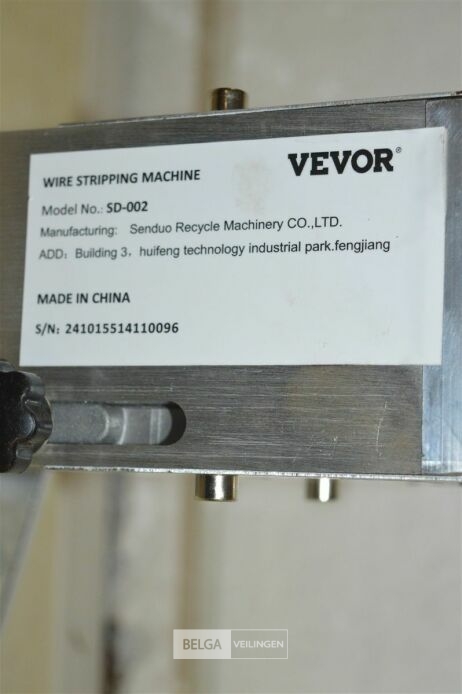 VEVOR®
WIRE STRIPPING MACHINE
Model No.: SD-002
Manufacturing: Senduo Recycle Machinery CO.,LTD.
ADD: Building 3, huifeng technology industrial park.fengjiang
MADE IN CHINA
S/N: 241015514110096
BELGA VEILINGEN